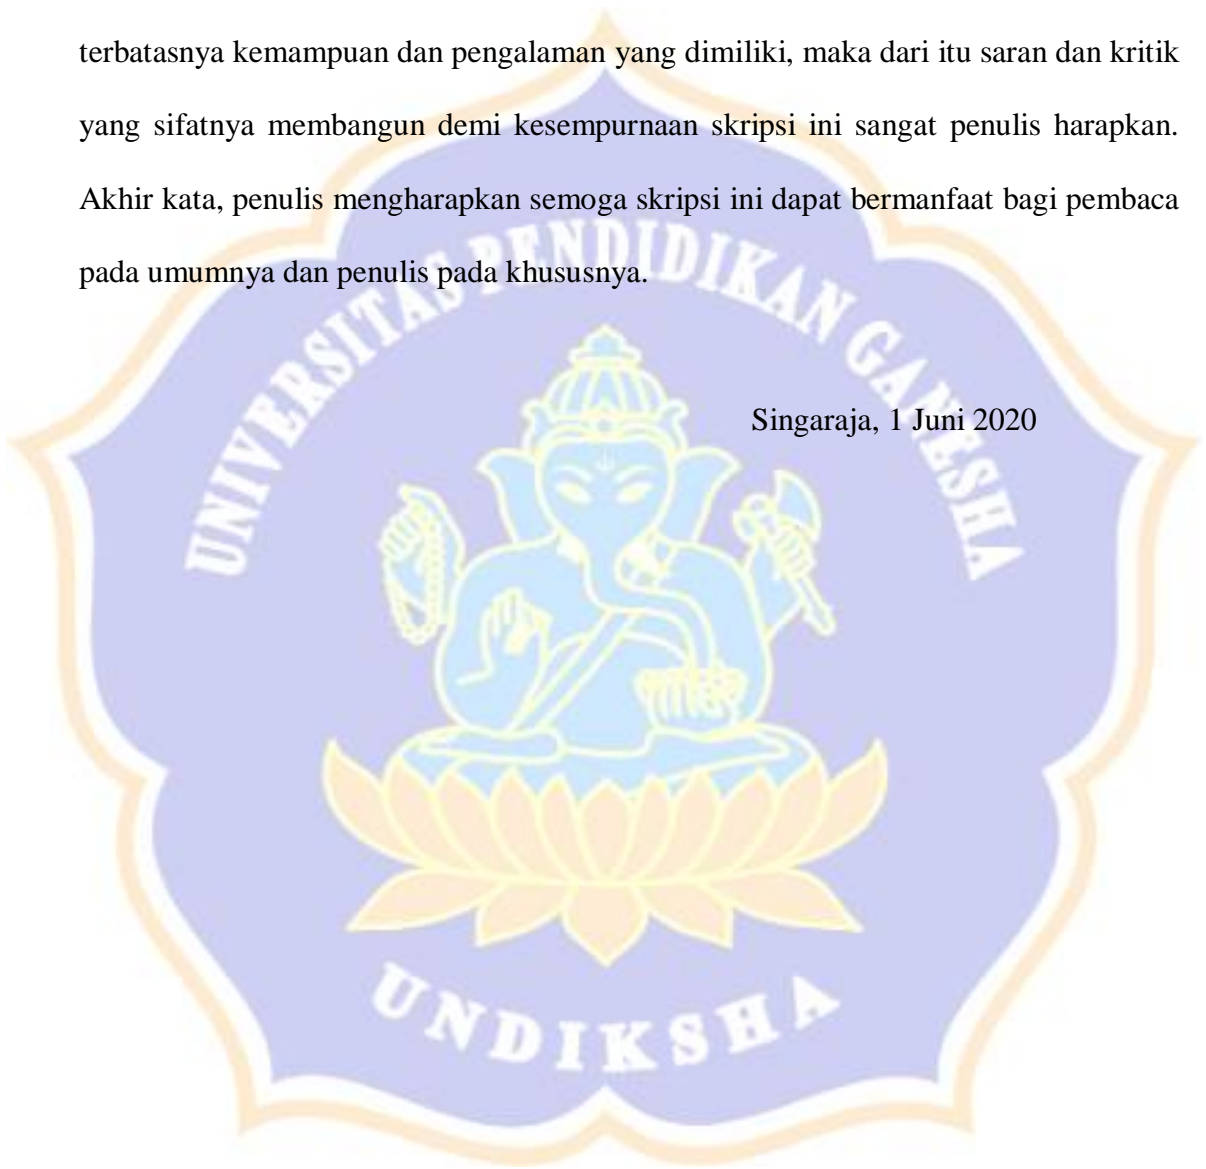 terbatasnya kemampuan dan pengalaman yang dimiliki, maka dari itu saran dan kritik
yang sifatnya membangun demi kesempurnaan skripsi ini sangat penulis harapkan.
Akhir kata, penulis mengharapkan semoga skripsi ini dapat bermanfaat bagi pembaca
pada umumnya dan penulis pada khususnya.
UNIVERSITAS PENDIDIKAN GANESHA
Singaraja, 1 Juni 2020
UNDIKSHA